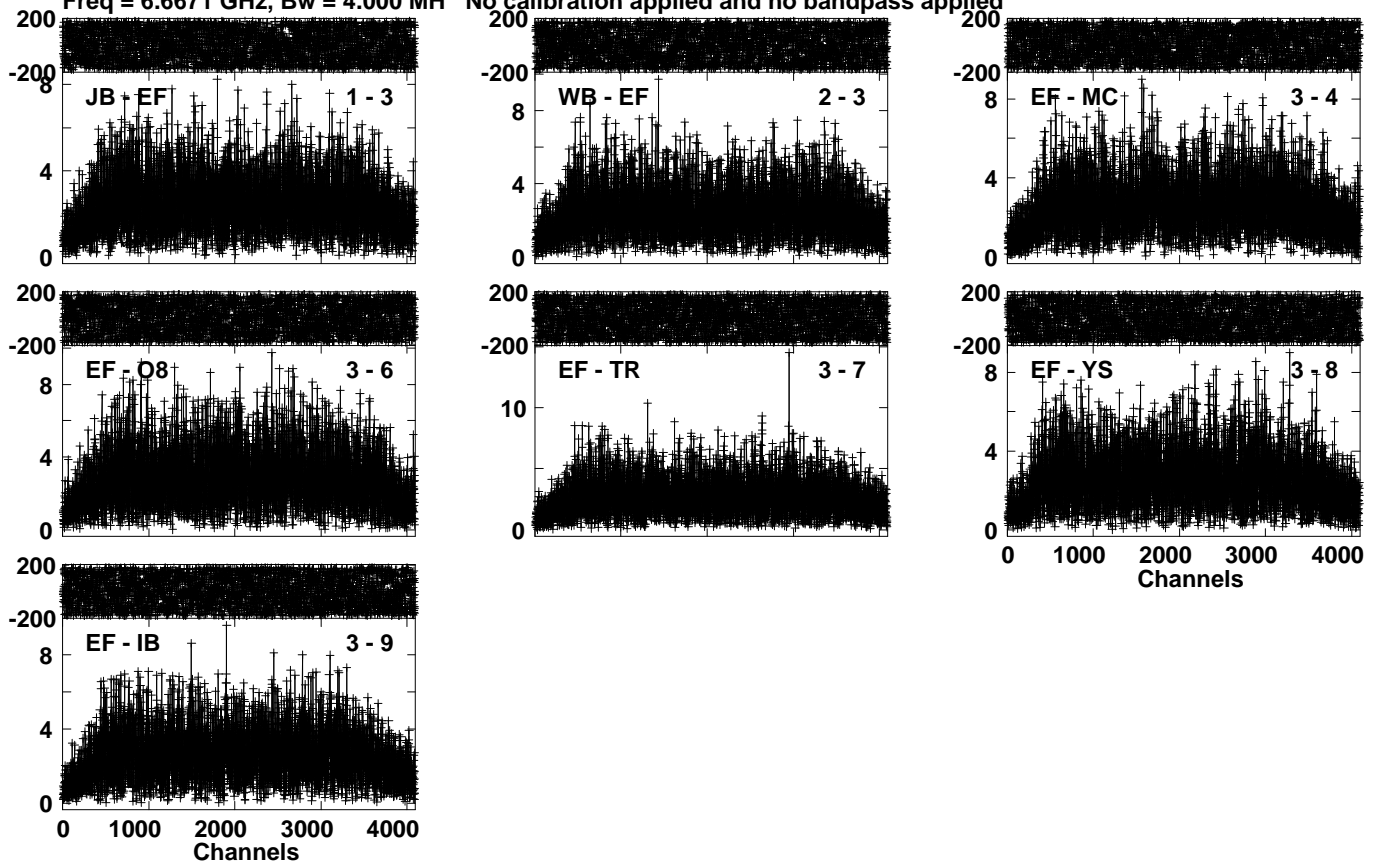 Freq = 6.6671 GHz, Bw = 4.000 MH No calibration applied and no bandpass applied
200 200 200
-200 -200 -200
8 JB - EF 1 - 3
8 WB - EF 2 - 3
8 EF - MC 3 - 4
4 4 4
0 0 0
200 200 200
-200 -200 -200
8 EF - O8 3 - 6
EF - TR 3 - 7
8 EF - YS 3 - 8
10
4 4
0 0 0
0 1000 2000 3000 4000
Channels
200
-200
EF - IB 3 - 9
8
4
0
0 1000 2000 3000 4000
Channels